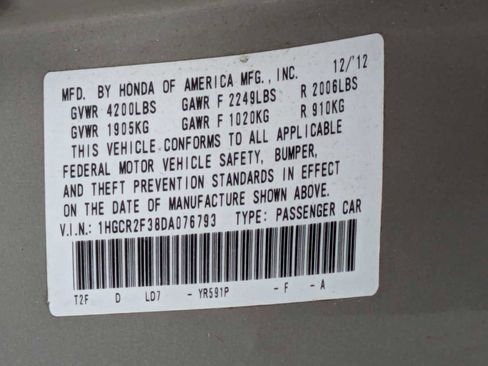 MFD. BY HONDA OF AMERICA MFG., INC. 12/'12
GVWR 4200LBS GAWR F 2249LBS R 2006LBS
GVWR 1905KG GAWR F 1020KG R 910KG
THIS VEHICLE CONFORMS TO ALL APPLICABLE
FEDERAL MOTOR VEHICLE SAFETY, BUMPER,
AND THEFT PREVENTION STANDARDS IN EFFECT
ON THE DATE OF MANUFACTURE SHOWN ABOVE.
V.I.N.: 1HGCR2F38DA076793 TYPE: PASSENGER CAR
T2F D LD7 - YR591P - F - A